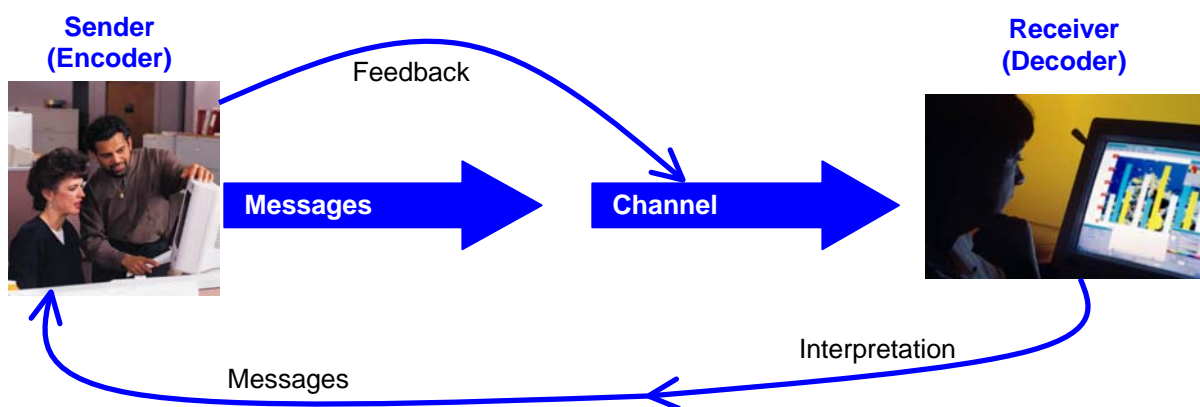 Sender
(Encoder)
Receiver
(Decoder)
Feedback
Messages
Channel
Interpretation
Messages